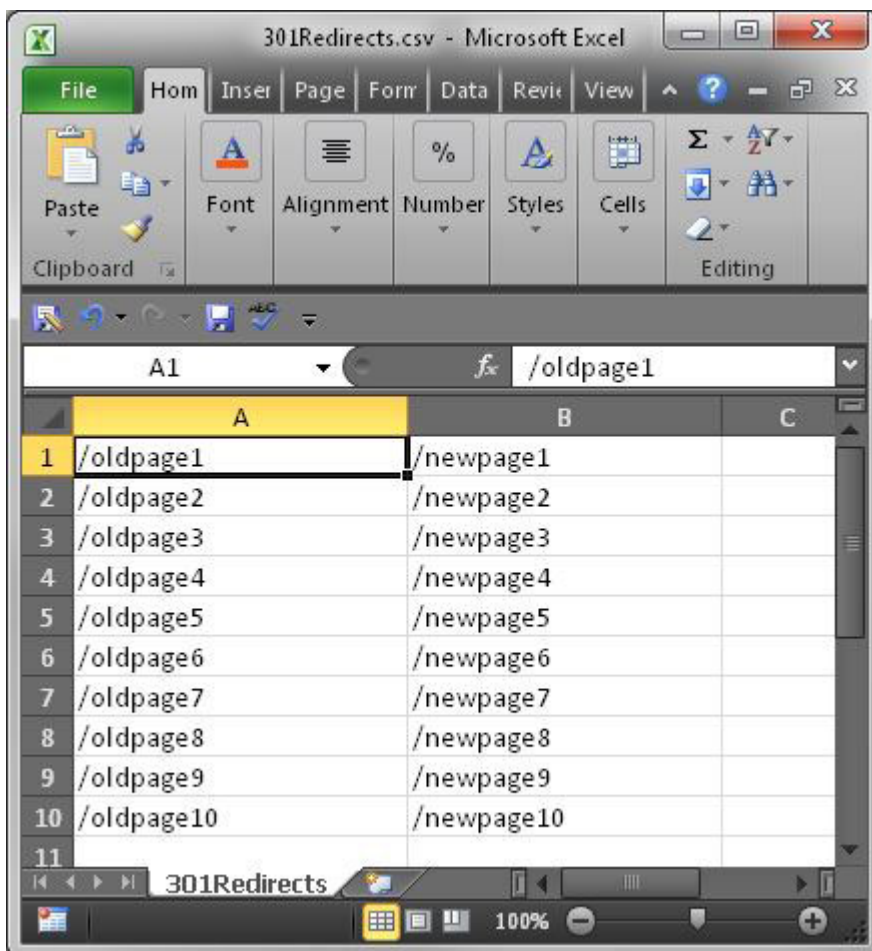 301Redirects.csv - Microsoft Excel
File Hom Inser Page Form Data Revie View
Paste Font Alignment Number Styles Cells
Clipboard Editing
A1 fx /oldpage1
A B C
1 /oldpage1 /newpage1
2 /oldpage2 /newpage2
3 /oldpage3 /newpage3
4 /oldpage4 /newpage4
5 /oldpage5 /newpage5
6 /oldpage6 /newpage6
7 /oldpage7 /newpage7
8 /oldpage8 /newpage8
9 /oldpage9 /newpage9
10 /oldpage10 /newpage10
11
301Redirects
100%